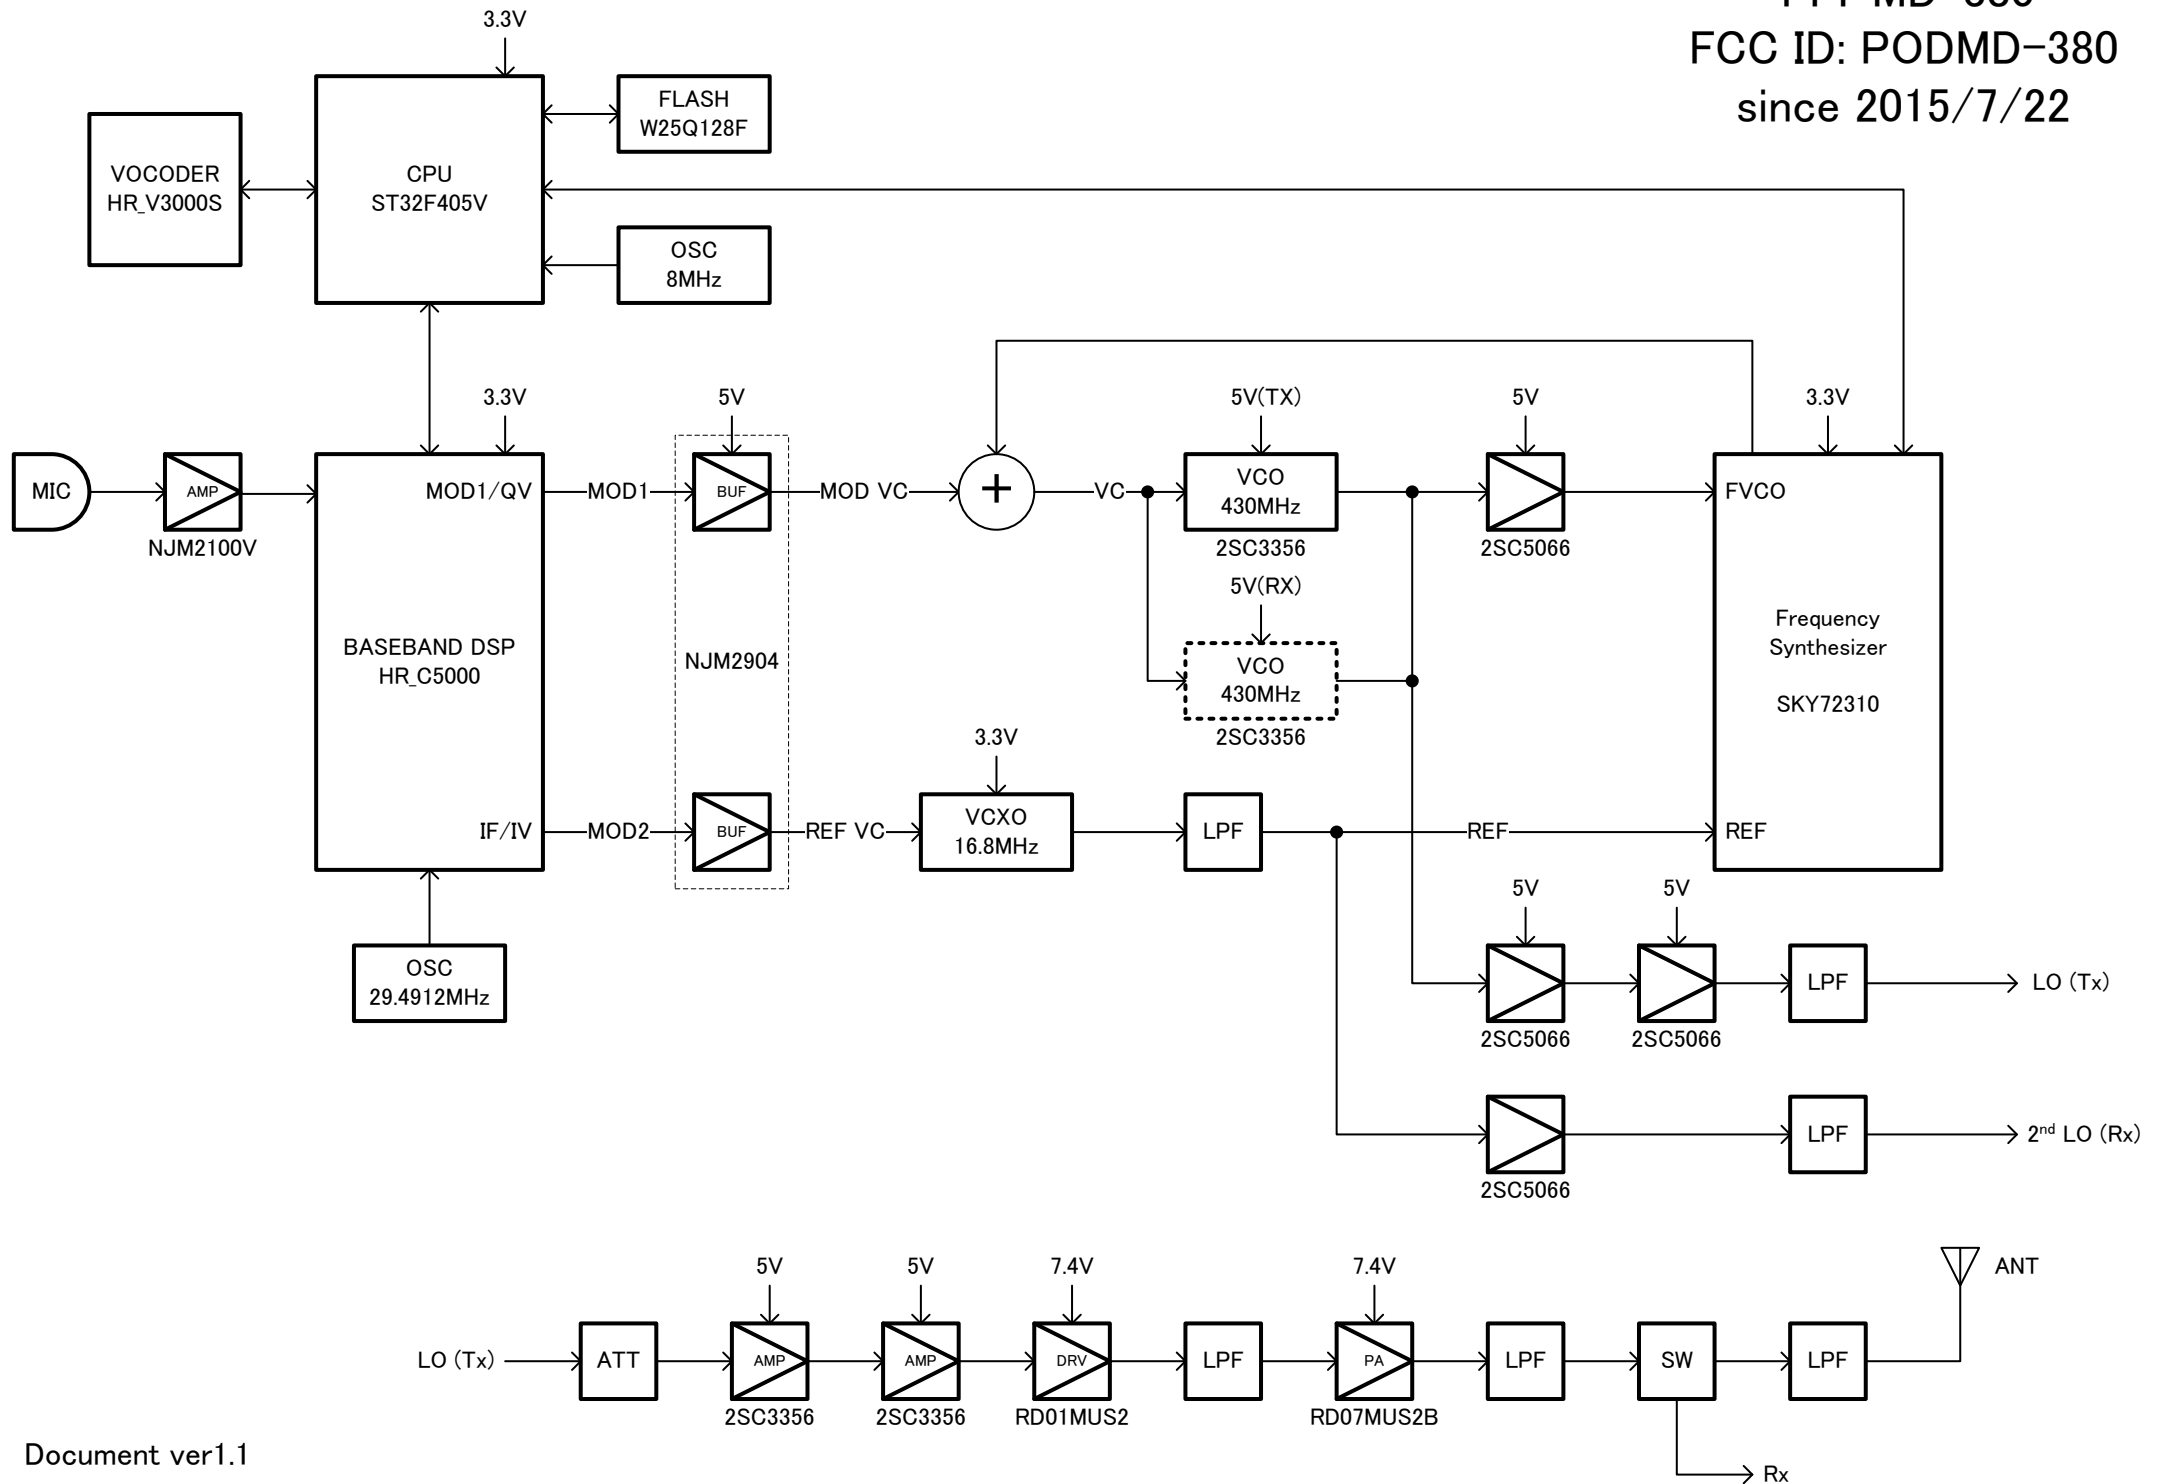 FCC ID: PODMD-380
since 2015/7/22
3.3V
FLASH
W25Q128F
VOCODER
HR_V3000S
CPU
ST32F405V
OSC
8MHz
3.3V
5V
5V(TX)
5V
3.3V
MIC
AMP
NJM2100V
MOD1/QV
MOD1
BUF
MOD VC
+
VC
VCO
430MHz
2SC3356
2SC5066
FVCO
5V(RX)
BASEBAND DSP
HR_C5000
NJM2904
VCO
430MHz
2SC3356
Frequency
Synthesizer
SKY72310
3.3V
IF/IV
MOD2
BUF
REF VC
VCXO
16.8MHz
LPF
REF
REF
5V
5V
OSC
29.4912MHz
2SC5066
2SC5066
LPF
LO (Tx)
2SC5066
LPF
2nd LO (Rx)
5V
5V
7.4V
7.4V
ANT
LO (Tx)
ATT
AMP
2SC3356
AMP
2SC3356
DRV
RD01MUS2
LPF
PA
RD07MUS2B
LPF
SW
LPF
Rx
Document ver1.1